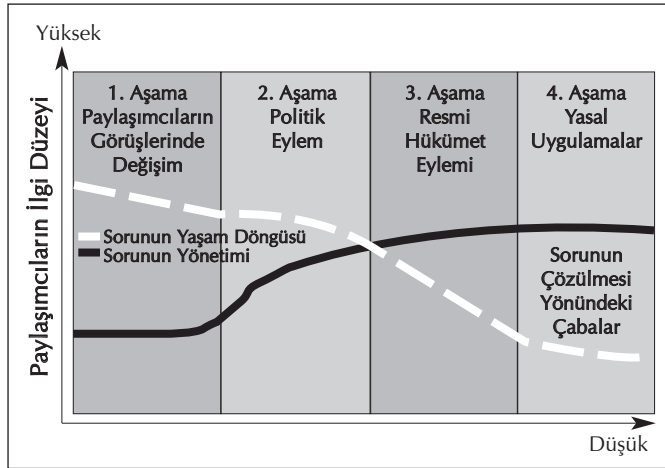 Yüksek
Paylaşımcıların İlgi Düzeyi
1. Aşama
Paylaşımcıların
Görüşlerinde
Değişim
2. Aşama
Politik
Eylem
3. Aşama
Resmi
Hükümet
Eylemi
4. Aşama
Yasal
Uygulamalar
Sorunun Yaşam Döngüsü
Sorunun Yönetimi
Sorunun
Çözülmesi
Yönündeki
Çabalar
Düşük